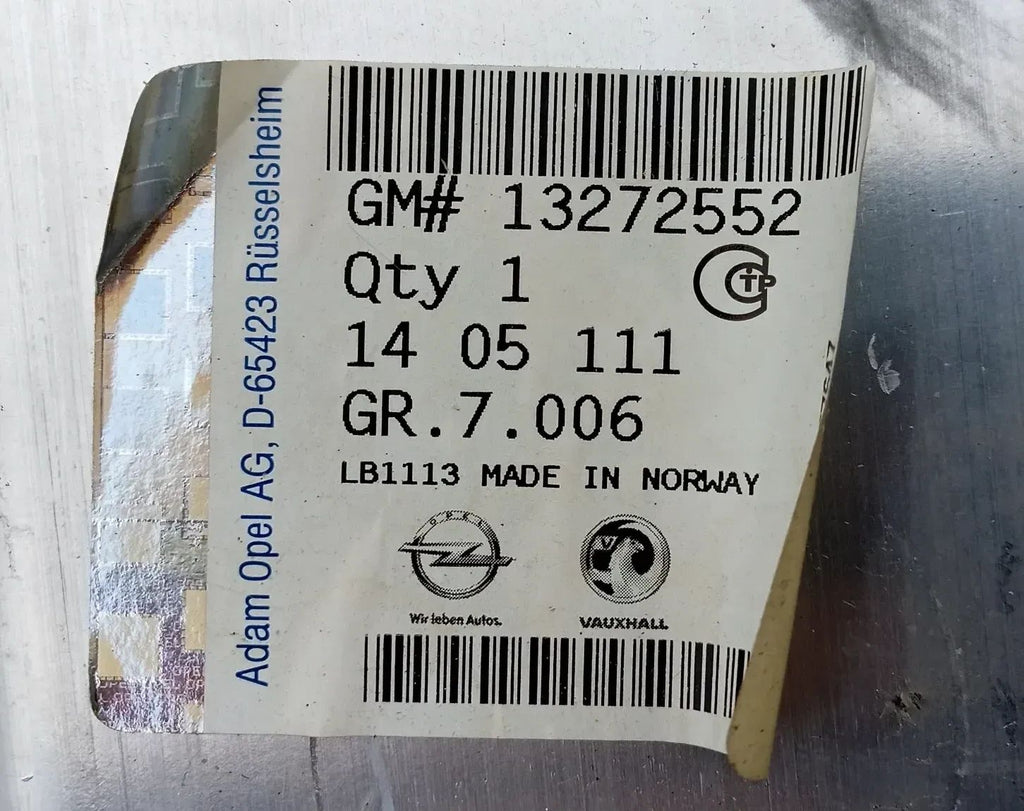 Adam Opel AG, D-65423 Rüsselsheim
GM# 13272552
Qty 1
14 05 111
GR.7.006
LB1113 MADE IN NORWAY
OPEL
Wir leben Autos.
VAUXHALL